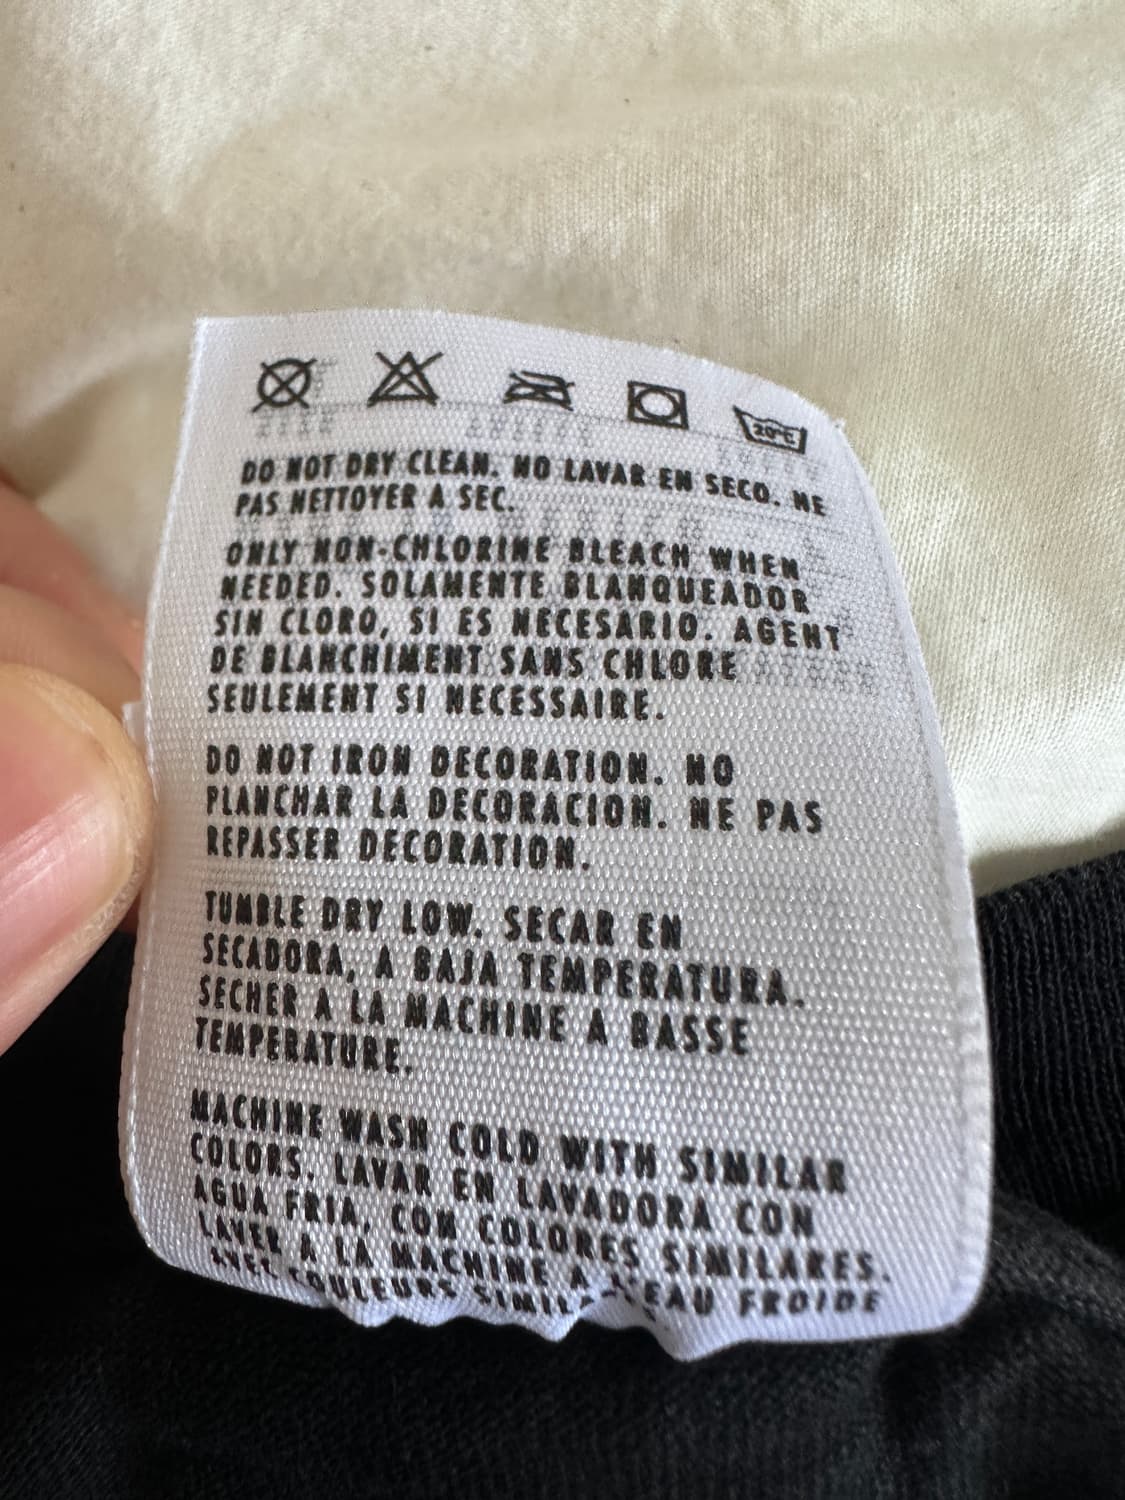 20°C
DO NOT DRY CLEAN. NO LAVAR EN SECO. NE
PAS NETTOYER A SEC.
ONLY NON-CHLORINE BLEACH WHEN
NEEDED. SOLAMENTE BLANQUEADOR
SIN CLORO, SI ES NECESARIO. AGENT
DE BLANCHIMENT SANS CHLORE
SEULEMENT SI NECESSAIRE.
DO NOT IRON DECORATION. NO
PLANCHAR LA DECORACION. NE PAS
REPASSER DECORATION.
TUMBLE DRY LOW. SECAR EN
SECADORA, A BAJA TEMPERATURA.
SECHER A LA MACHINE A BASSE
TEMPERATURE.
MACHINE WASH COLD WITH SIMILAR
COLORS. LAVAR EN LAVADORA CON
AGUA FRIA, CON COLORES SIMILARES.
LAVER A LA MACHINE A L'EAU FROIDE
AVEC COULEURS